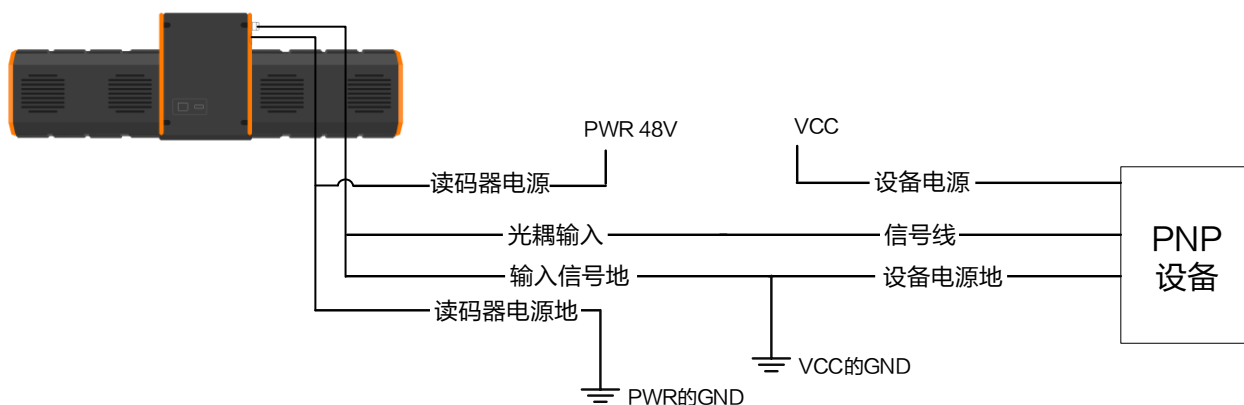 PWR 48V
VCC
读码器电源
设备电源
光耦输入
信号线
PNP
设备
输入信号地
设备电源地
读码器电源地
VCC的GND
PWR的GND